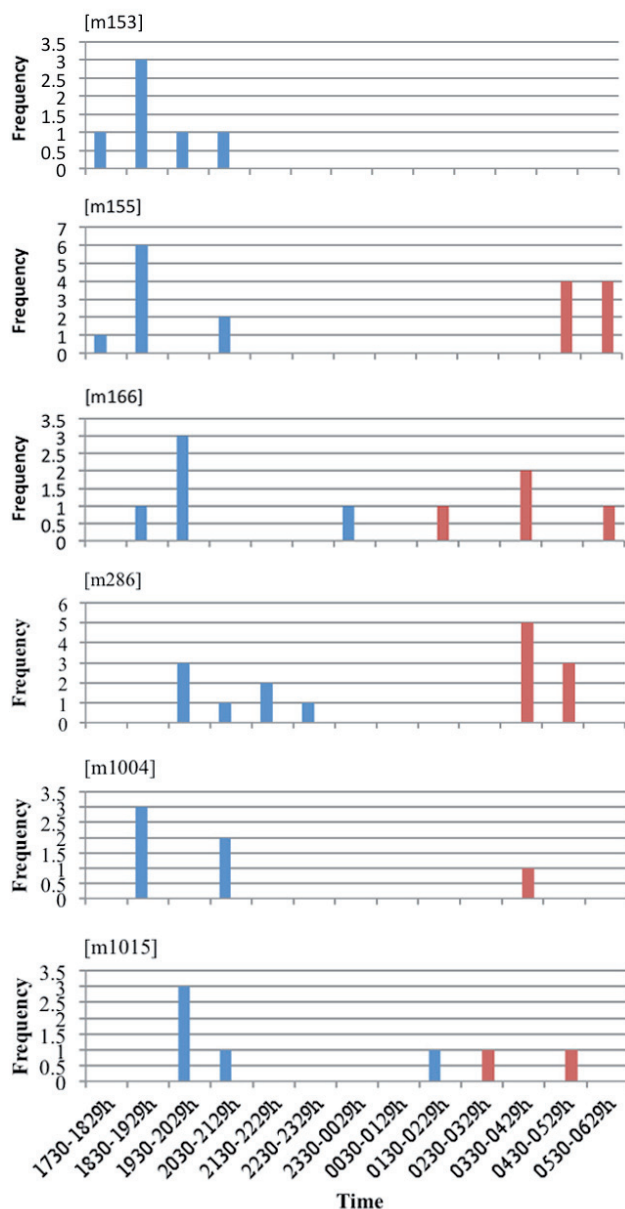 [m153]
Frequency
3.5
3
2.5
2
1.5
1
0.5
0
[m155]
Frequency
7
6
5
4
3
2
1
0
[m166]
Frequency
3.5
3
2.5
2
1.5
1
0.5
0
[m286]
Frequency
6
5
4
3
2
1
0
[m1004]
Frequency
3.5
3
2.5
2
1.5
1
0.5
0
[m1015]
Frequency
3.5
3
2.5
2
1.5
1
0.5
0
1730-1829h
1830-1929h
1930-2029h
2030-2129h
2130-2229h
2230-2329h
2330-0029h
0030-0129h
0130-0229h
0230-0329h
0330-0429h
0430-0529h
0530-0629h
Time